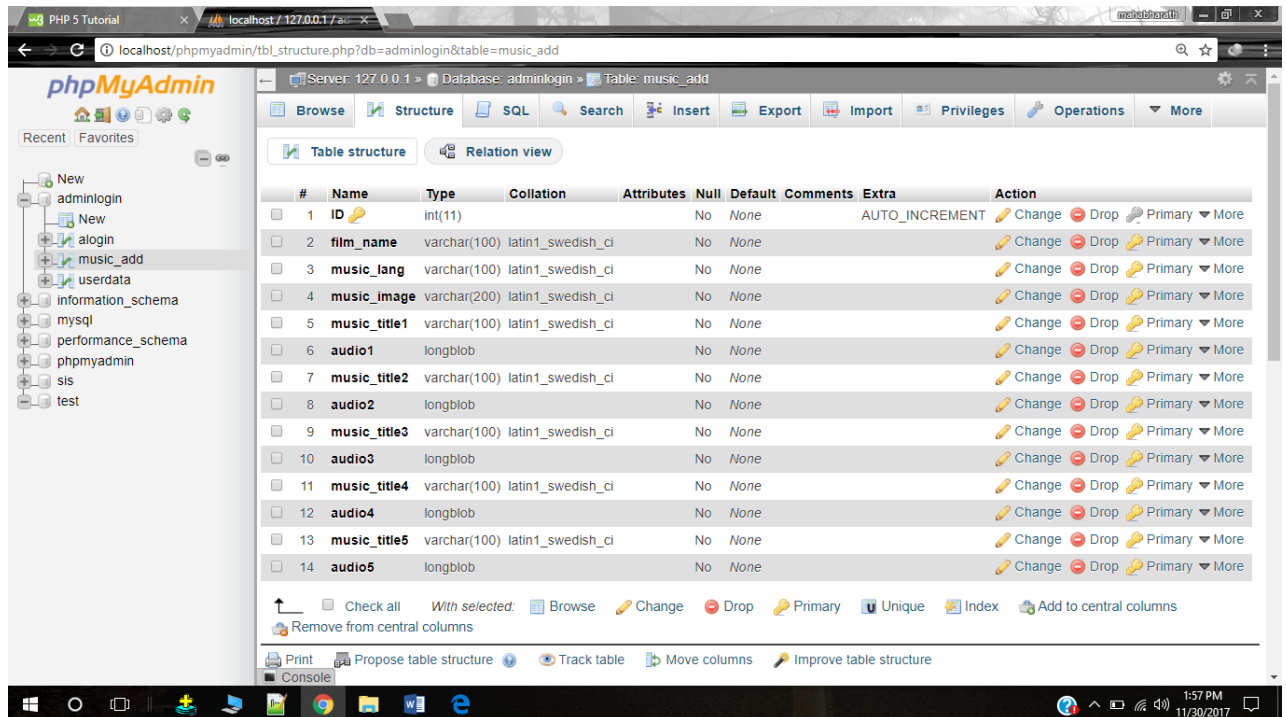 PHP 5 Tutorial
localhost / 127.0.0.1 / ad
mahabharath
localhost/phpmyadmin/tbl_structure.php?db=adminlogin&table=music_add
phpMyAdmin
Recent Favorites
New
adminlogin
New
alogin
music_add
userdata
information_schema
mysql
performance_schema
phpmyadmin
sis
test
Server: 127.0.0.1 » Database: adminlogin » Table: music_add
Browse Structure SQL Search Insert Export Import Privileges Operations More
Table structure Relation view
# Name Type Collation Attributes Null Default Comments Extra Action
1 ID int(11) No None AUTO_INCREMENT Change Drop Primary More
2 film_name varchar(100) latin1_swedish_ci No None Change Drop Primary More
3 music_lang varchar(100) latin1_swedish_ci No None Change Drop Primary More
4 music_image varchar(200) latin1_swedish_ci No None Change Drop Primary More
5 music_title1 varchar(100) latin1_swedish_ci No None Change Drop Primary More
6 audio1 longblob No None Change Drop Primary More
7 music_title2 varchar(100) latin1_swedish_ci No None Change Drop Primary More
8 audio2 longblob No None Change Drop Primary More
9 music_title3 varchar(100) latin1_swedish_ci No None Change Drop Primary More
10 audio3 longblob No None Change Drop Primary More
11 music_title4 varchar(100) latin1_swedish_ci No None Change Drop Primary More
12 audio4 longblob No None Change Drop Primary More
13 music_title5 varchar(100) latin1_swedish_ci No None Change Drop Primary More
14 audio5 longblob No None Change Drop Primary More
Check all With selected: Browse Change Drop Primary U Unique Index Add to central columns
Remove from central columns
Print Propose table structure Track table Move columns Improve table structure
Console
1:57 PM
11/30/2017